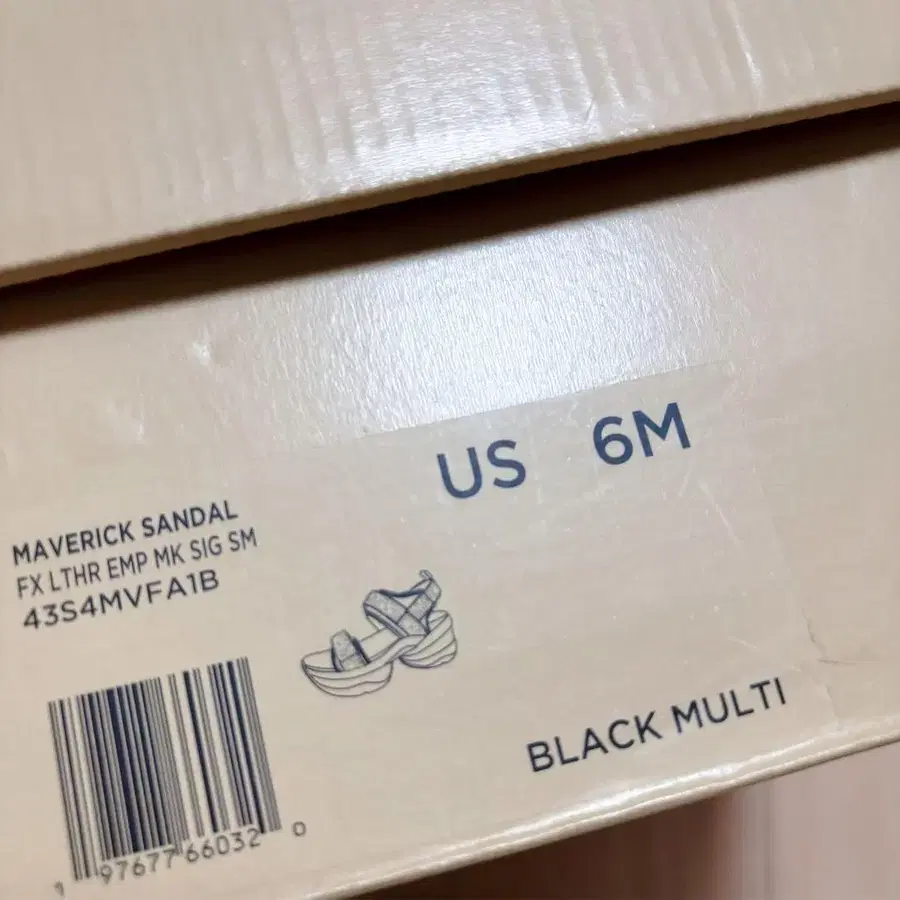 US 6M
MAVERICK SANDAL
FX LTHR EMP MK SIG SM
43S4MVFA1B
BLACK MULTI
1 97677 66032 0